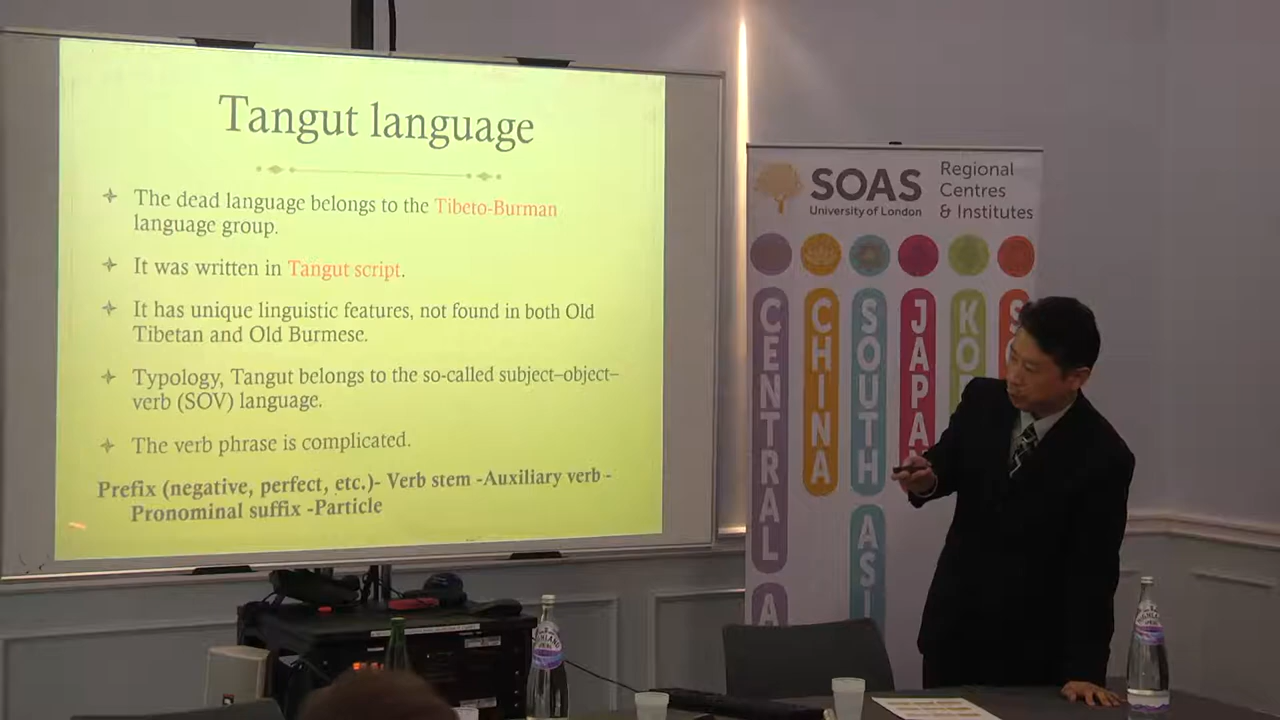 Tangut language
The dead language belongs to the Tibeto-Burman
language group.
It was written in Tangut script.
It has unique linguistic features, not found in both Old
Tibetan and Old Burmese.
Typology, Tangut belongs to the so-called subject–object–
verb (SOV) language.
The verb phrase is complicated.
Prefix (negative, perfect, etc.)- Verb stem -Auxiliary verb -
Pronominal suffix -Particle
SOAS
University of London
Regional
Centres
& Institutes
CENTRAL A
CHINA
SOUTH ASI
JAPAN
KO
S